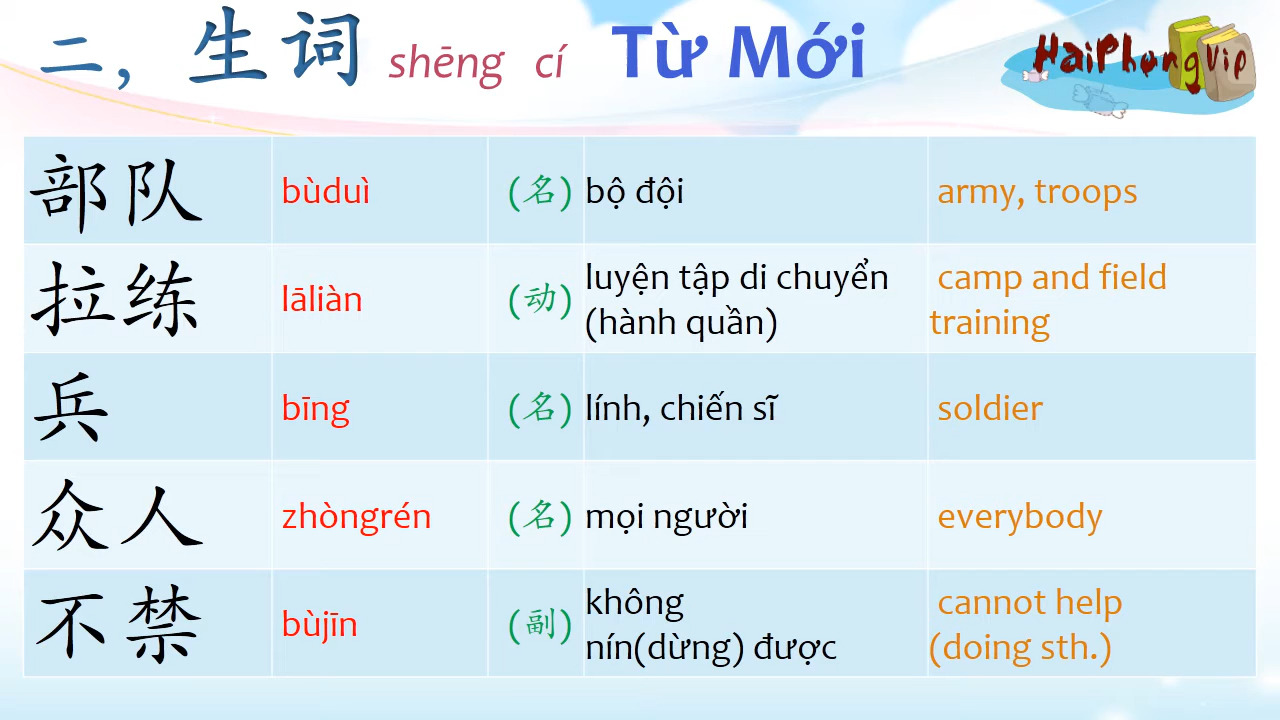 二，生词 shēng cí Từ Mới
HaiPhongVip
部队 bùduì (名) bộ đội army, troops
拉练 lāliàn (动) luyện tập di chuyển (hành quần) camp and field training
兵 bīng (名) lính, chiến sĩ soldier
众人 zhòngrén (名) mọi người everybody
不禁 bùjīn (副) không nín(dừng) được cannot help (doing sth.)